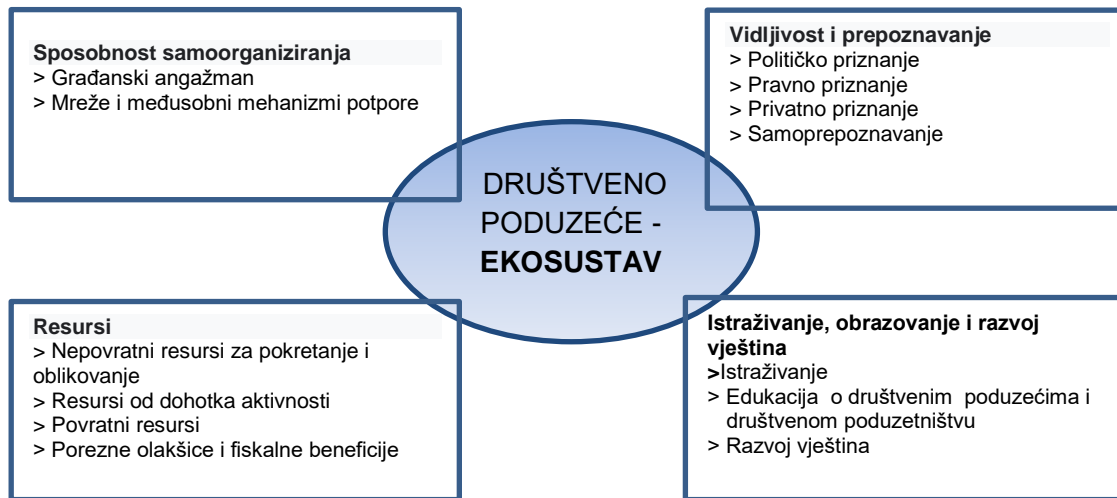 Sposobnost samoorganiziranja
> Građanski angažman
> Mreže i međusobni mehanizmi potpore
Vidljivost i prepoznavanje
> Političko priznanje
> Pravno priznanje
> Privatno priznanje
> Samoprepoznavanje
DRUŠTVENO
PODUZEĆE -
EKOSUSTAV
Resursi
> Nepovratni resursi za pokretanje i
oblikovanje
> Resursi od dohotka aktivnosti
> Povratni resursi
> Porezne olakšice i fiskalne beneficije
Istraživanje, obrazovanje i razvoj
vještina
>Istraživanje
> Edukacija o društvenim poduzećima i
društvenom poduzetništvu
> Razvoj vještina